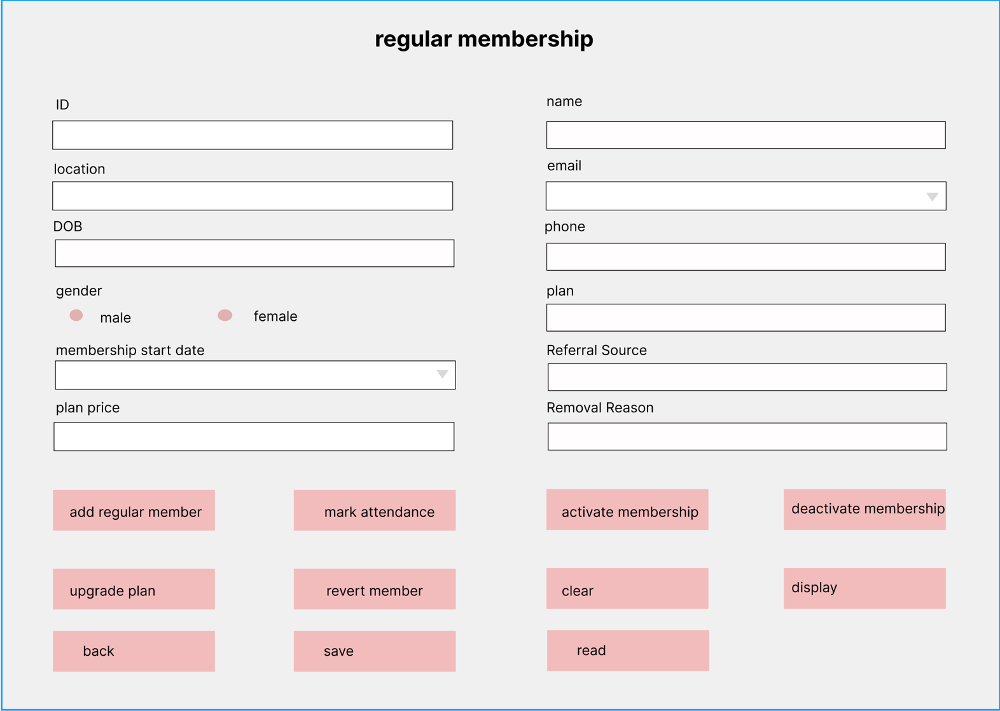 regular membership
ID
name
location
email
DOB
phone
gender
plan
male
female
membership start date
Referral Source
plan price
Removal Reason
add regular member
mark attendance
activate membership
deactivate membership
upgrade plan
revert member
clear
display
back
save
read